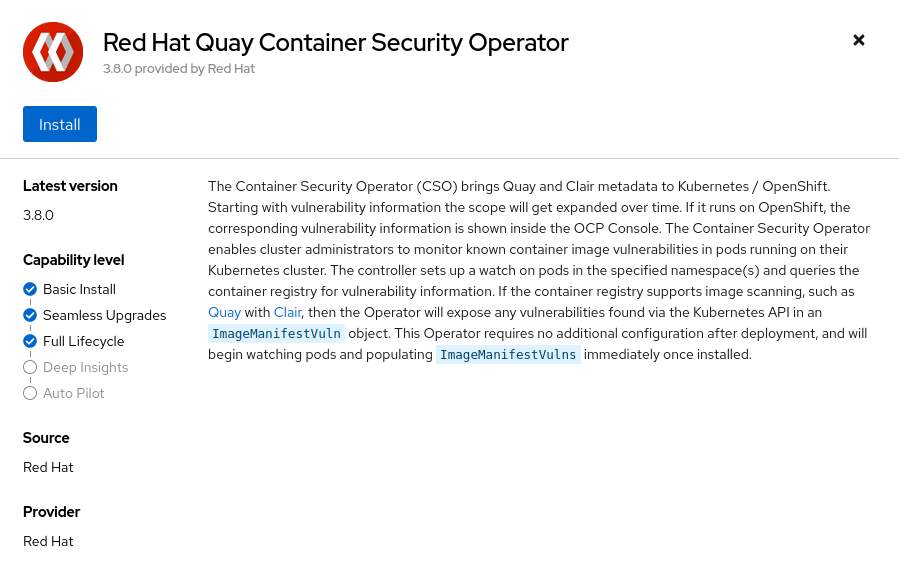 Red Hat Quay Container Security Operator
3.8.0 provided by Red Hat
Install
Latest version
3.8.0
Capability level
Basic Install
Seamless Upgrades
Full Lifecycle
Deep Insights
Auto Pilot
Source
Red Hat
Provider
Red Hat
The Container Security Operator (CSO) brings Quay and Clair metadata to Kubernetes / OpenShift.
Starting with vulnerability information the scope will get expanded over time. If it runs on OpenShift, the
corresponding vulnerability information is shown inside the OCP Console. The Container Security Operator
enables cluster administrators to monitor known container image vulnerabilities in pods running on their
Kubernetes cluster. The controller sets up a watch on pods in the specified namespace(s) and queries the
container registry for vulnerability information. If the container registry supports image scanning, such as
Quay with Clair, then the Operator will expose any vulnerabilities found via the Kubernetes API in an
ImageManifestVuln object. This Operator requires no additional configuration after deployment, and will
begin watching pods and populating ImageManifestVulns immediately once installed.